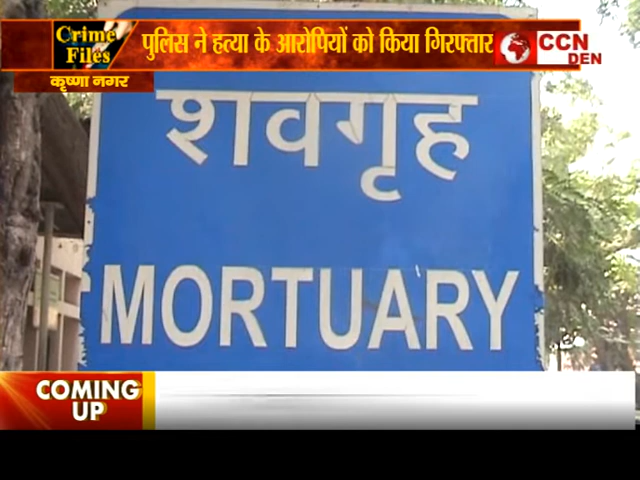 Crime
Files
पुलिस ने हत्या के आरोपियों को किया गिरफ्तार
CCN
DEN
कृष्णा नगर
शवगृह
MORTUARY
COMING
UP